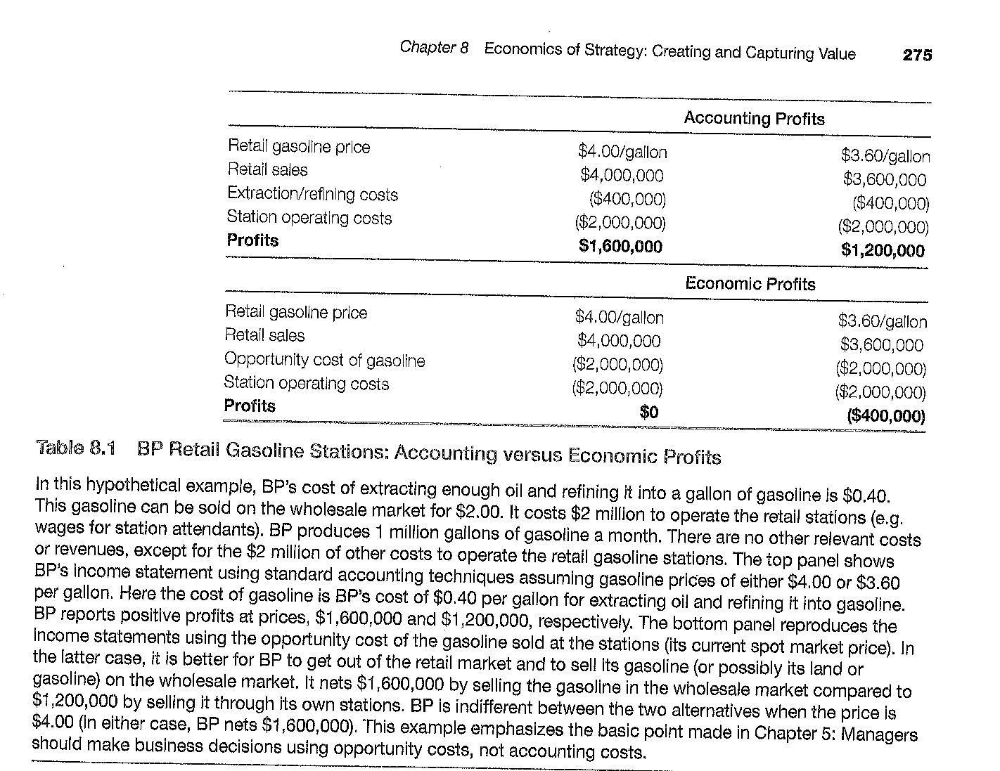 Chapter 8 Economics of Strategy: Creating and Capturing Value 275
Accounting Profits
Retail gasoline price $4.00/gallon $3.60/gallon
Retail sales $4,000,000 $3,600,000
Extraction/refining costs ($400,000) ($400,000)
Station operating costs ($2,000,000) ($2,000,000)
Profits $1,600,000 $1,200,000
Economic Profits
Retail gasoline price $4.00/gallon $3.60/gallon
Retail sales $4,000,000 $3,600,000
Opportunity cost of gasoline ($2,000,000) ($2,000,000)
Station operating costs ($2,000,000) ($2,000,000)
Profits $0 ($400,000)
Table 8.1 BP Retail Gasoline Stations: Accounting versus Economic Profits
In this hypothetical example, BP's cost of extracting enough oil and refining it into a gallon of gasoline is $0.40.
This gasoline can be sold on the wholesale market for $2.00. It costs $2 million to operate the retail stations (e.g.
wages for station attendants). BP produces 1 million gallons of gasoline a month. There are no other relevant costs
or revenues, except for the $2 million of other costs to operate the retail gasoline stations. The top panel shows
BP's income statement using standard accounting techniques assuming gasoline prices of either $4.00 or $3.60
per gallon. Here the cost of gasoline is BP's cost of $0.40 per gallon for extracting oil and refining it into gasoline.
BP reports positive profits at prices, $1,600,000 and $1,200,000, respectively. The bottom panel reproduces the
income statements using the opportunity cost of the gasoline sold at the stations (its current spot market price). In
the latter case, it is better for BP to get out of the retail market and to sell its gasoline (or possibly its land or
gasoline) on the wholesale market. It nets $1,600,000 by selling the gasoline in the wholesale market compared to
$1,200,000 by selling it through its own stations. BP is indifferent between the two alternatives when the price is
$4.00 (in either case, BP nets $1,600,000). This example emphasizes the basic point made in Chapter 5: Managers
should make business decisions using opportunity costs, not accounting costs.